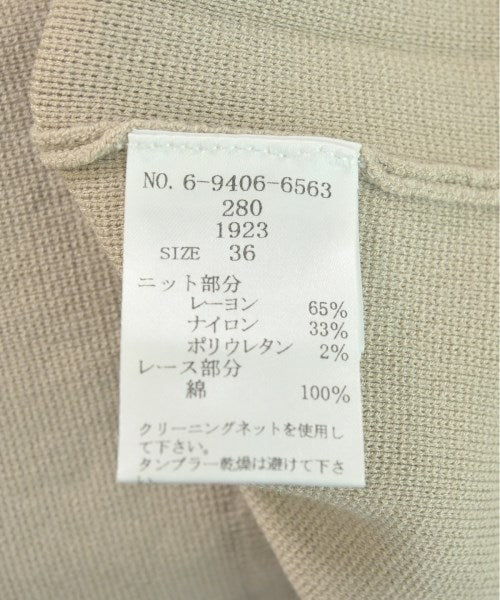 NO. 6-9406-6563
280
1923
SIZE 36
ニット部分
レーヨン 65%
ナイロン 33%
ポリウレタン 2%
レース部分
綿 100%
クリーニングネットを使用し
て下さい。
タンブラー乾燥は避けて下さ
い。